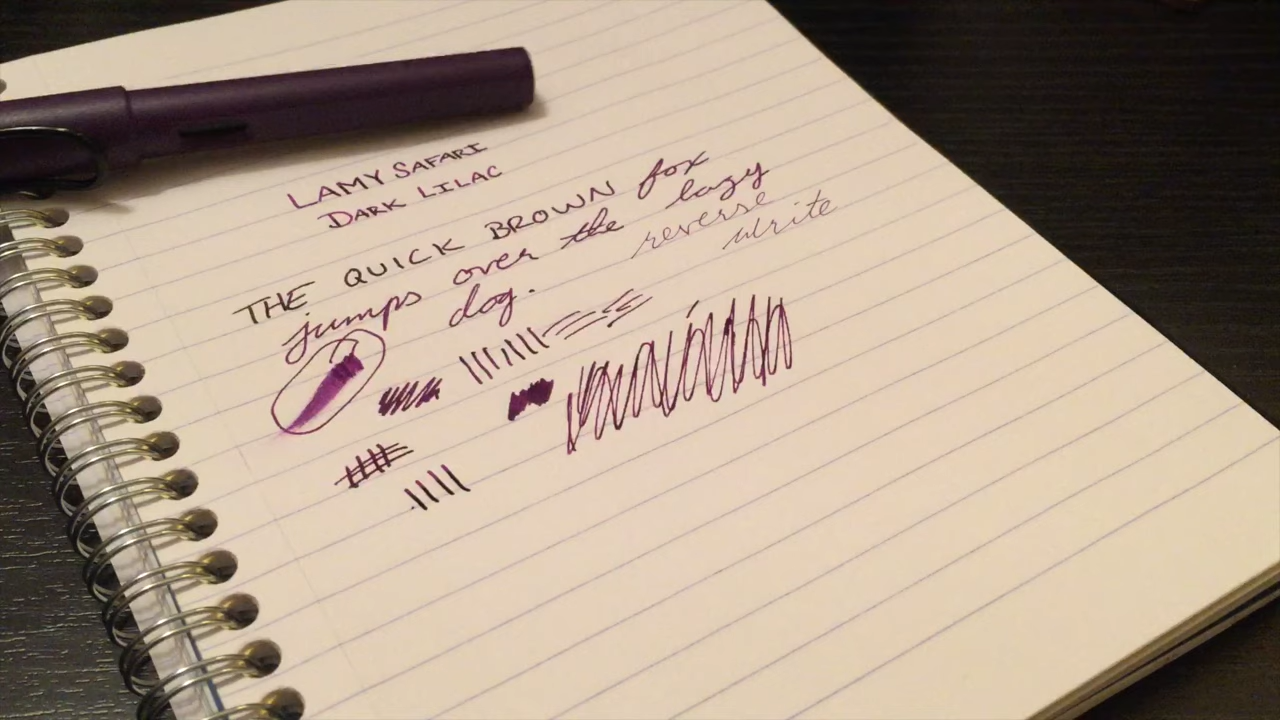 LAMY SAFARI
DARK LILAC
THE QUICK BROWN fox
jumps over the lazy
dog.
reverse
write